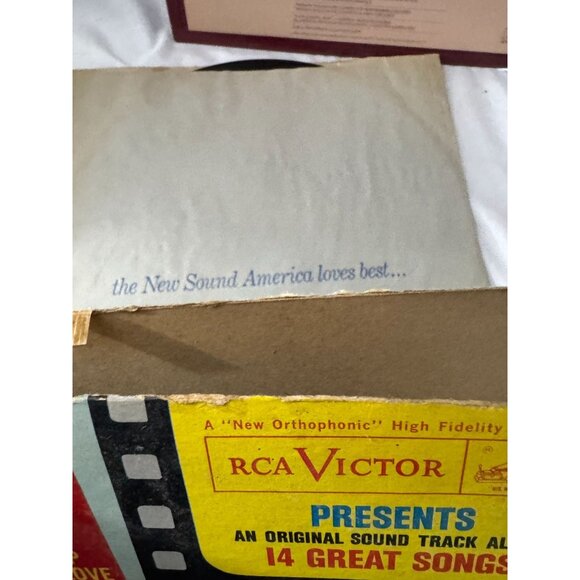 the New Sound America loves best...
A "New Orthophonic" High Fidelity
RCA VICTOR
PRESENTS
AN ORIGINAL SOUND TRACK AL
14 GREAT SONGS
OVE